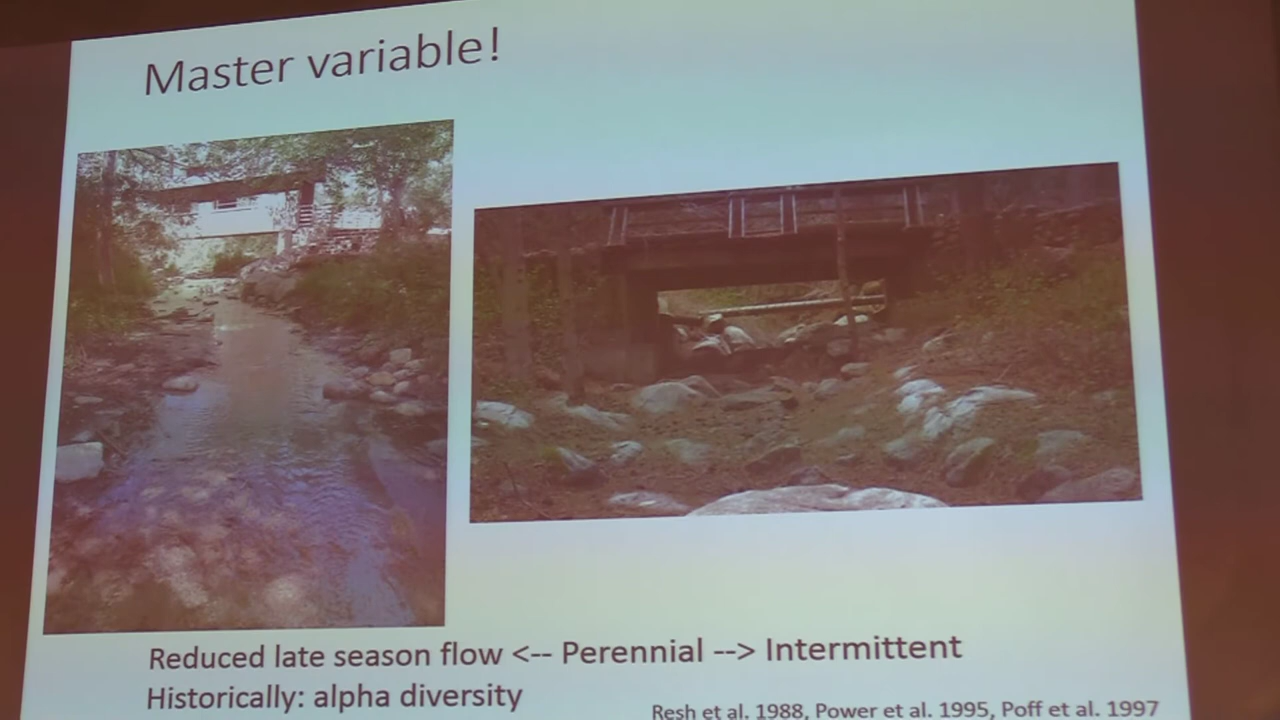 Master variable!
Reduced late season flow <-- Perennial --> Intermittent
Historically: alpha diversity
Resh et al. 1988, Power et al. 1995, Poff et al. 1997